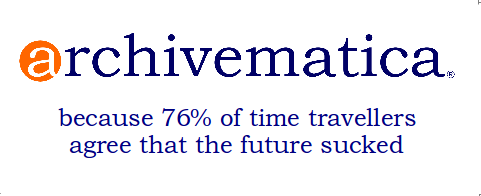 archivematica®
because 76% of time travellers
agree that the future sucked